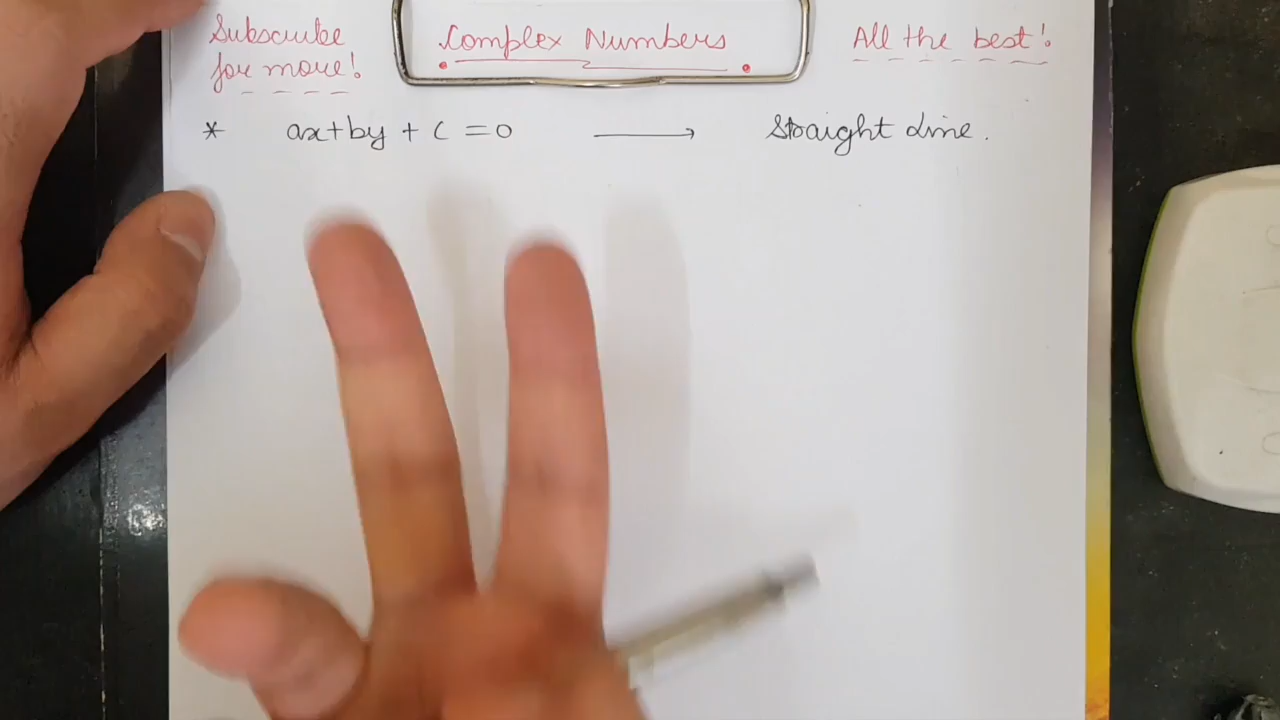 Subscribe
for more!
Complex Numbers
All the best!
* ax+by + c = 0 → Straight Line.